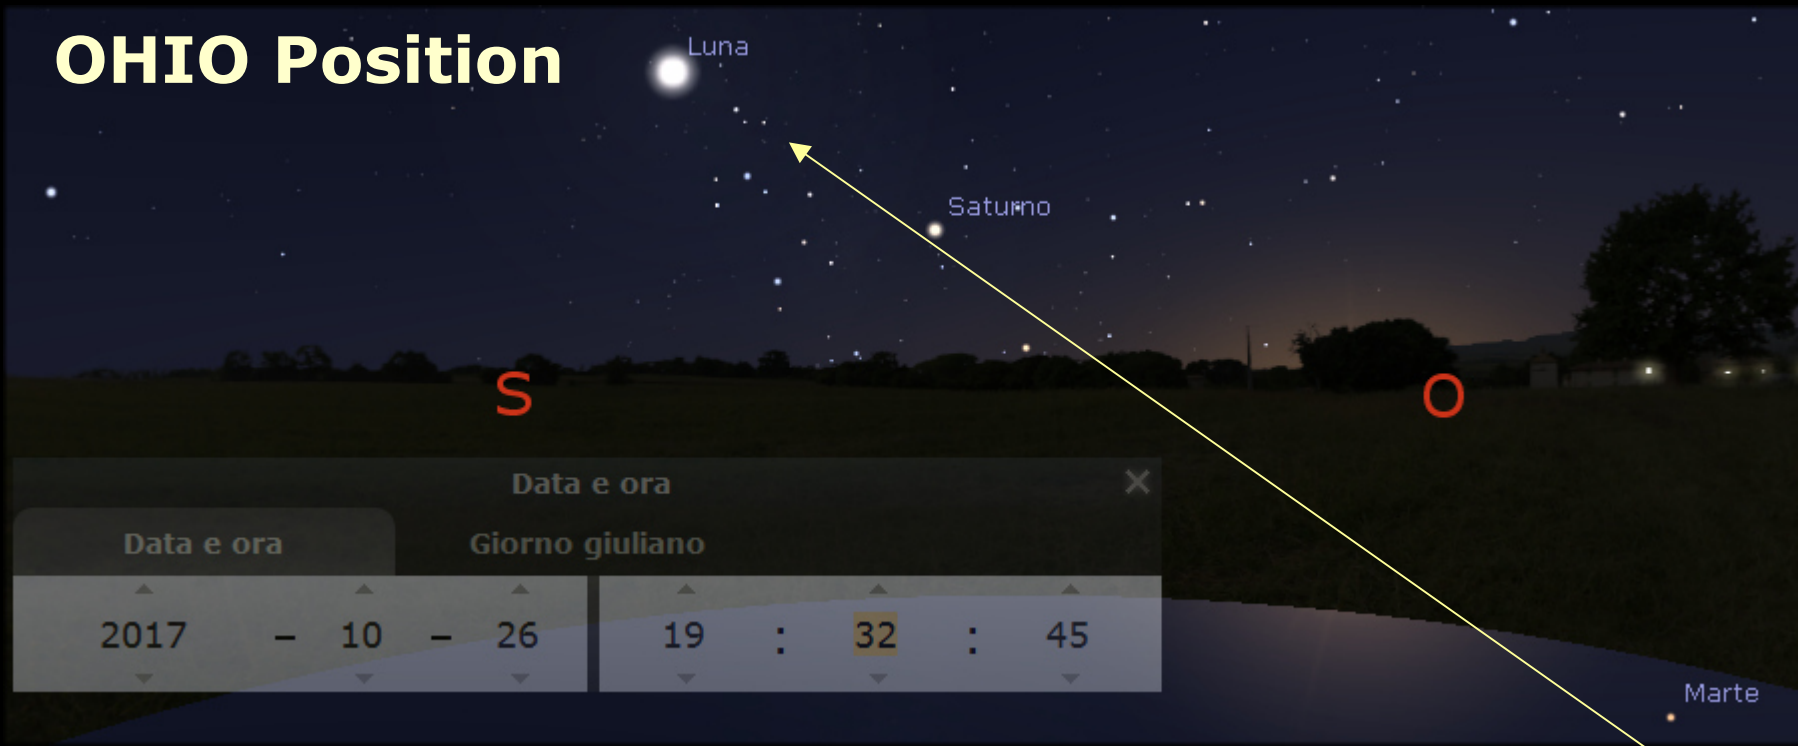 OHIO Position
Luna
Saturno
S
O
Data e ora
Data e ora
Giorno giuliano
2017 – 10 – 26 19 : 32 : 45
Marte